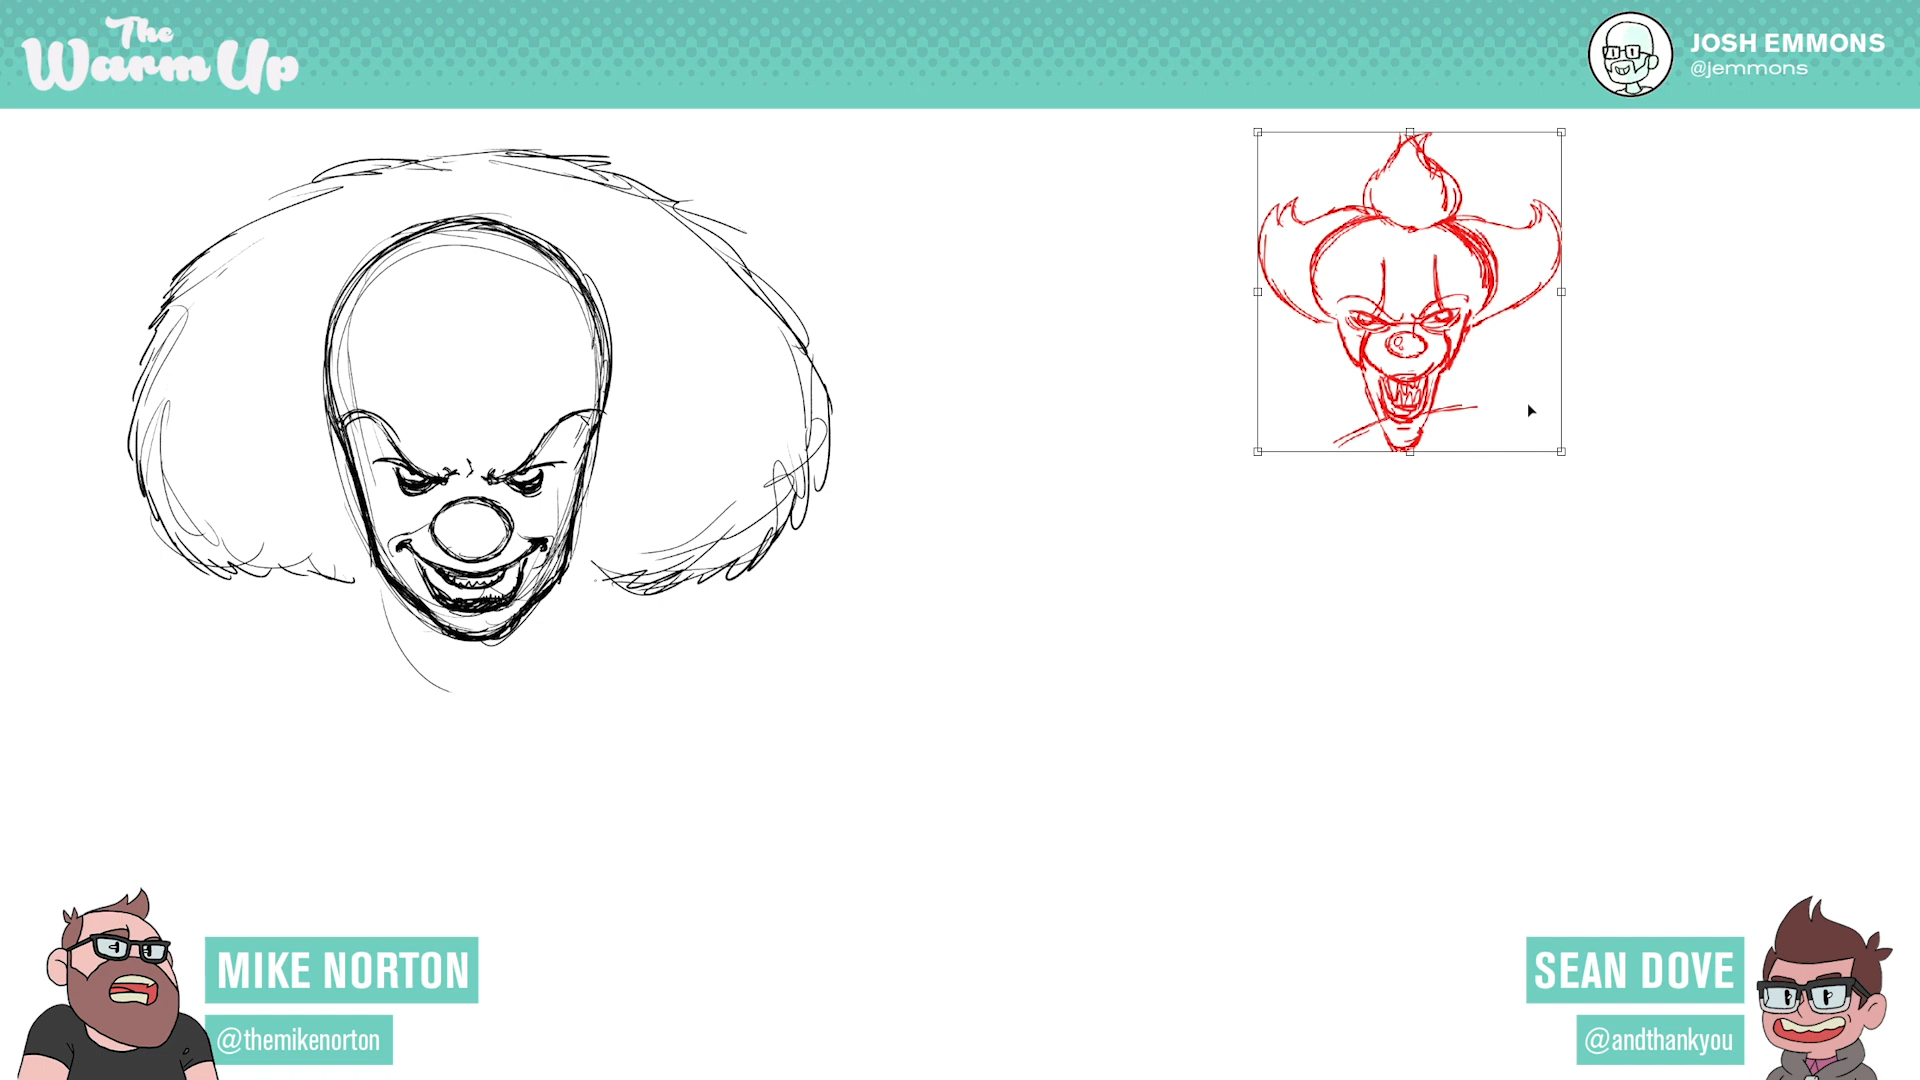 The
Warm Up
JOSH EMMONS
@jemmons
MIKE NORTON
@themikenorton
SEAN DOVE
@andthankyou